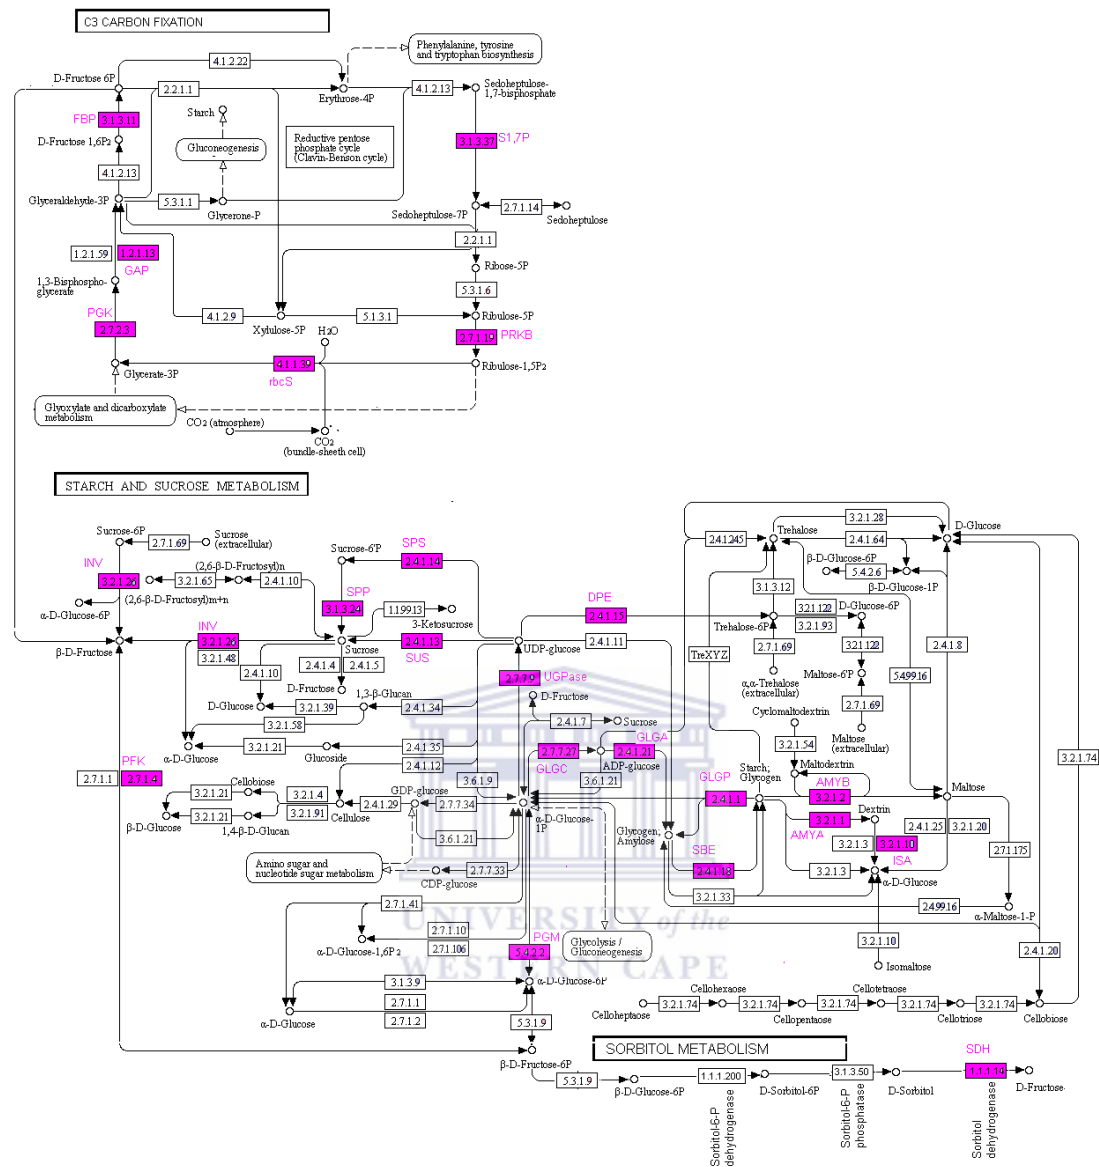 C3 CARBON FIXATION
Phenylalanine, tyrosine
and tryptophan biosynthesis
4.1.2.22
D-Fructose 6P
2.2.1.1
Erythrose-4P
4.1.2.13
Sedoheptulose-
1,7-bisphosphate
FBP
3.1.3.11
Starch
Gluconeogenesis
Reductive pentose
phosphate cycle
(Clavin-Benson cycle)
3.1.3.37
S1,7P
D-Fructose 1,6P2
4.1.2.13
Glyceraldehyde-3P
5.3.1.1
Glycerone-P
Sedoheptulose-7P
2.7.1.14
Sedoheptulose
1.2.1.59
1.2.1.13
GAP
2.2.1.1
Ribose-5P
1,3-Bisphospho-
glycerate
5.3.1.6
PGK
2.7.2.3
4.1.2.9
Xylulose-5P
5.1.3.1
Ribulose-5P
H2O
2.7.1.19
PRKB
Glycerate-3P
4.1.1.39
rbcS
Ribulose-1,5P2
Glyoxylate and dicarboxylate
metabolism
CO2 (atmosphere)
CO2
(bundle-sheeth cell)
STARCH AND SUCROSE METABOLISM
Sucrose-6P
2.7.1.69
Sucrose
(extracellular)
INV
3.2.1.26
(2,6-β-D-Fructosyl)n
3.2.1.65
2.4.1.10
(2,6-β-D-Fructosyl)m+n
α-D-Glucose-6P
Sucrose-6'P
SPS
2.4.1.14
SPP
3.1.3.24
1.1.99.13
3-Ketosucrose
INV
3.2.1.26
3.2.1.48
β-D-Fructose
Sucrose
2.4.1.13
SUS
UDP-glucose
DPE
2.4.1.15
2.4.1.11
2.4.1.245
Trehalose
3.2.1.28
D-Glucose
2.4.1.64
β-D-Glucose-6P
5.4.2.6
β-D-Glucose-1P
3.1.3.12
3.2.1.122
3.2.1.93
D-Glucose-6P
Trehalose-6P
2.7.1.69
3.2.1.122
2.4.1.8
TreXYZ
α,α-Trehalose
(extracellular)
Maltose-6'P
5.4.99.16
2.7.1.69
Maltose
(extracellular)
2.4.1.10
2.4.1.4
2.4.1.5
D-Fructose
D-Glucose
3.2.1.39
1,3-β-Glucan
2.4.1.34
3.2.1.58
2.7.7.9
UGPase
D-Fructose
2.4.1.7
Sucrose
Cyclomaltodextrin
3.2.1.54
3.2.1.74
α-D-Glucose
3.2.1.21
Glucoside
2.4.1.35
2.4.1.12
2.7.7.27
GLGC
ADP-glucose
GLGA
2.4.1.21
3.6.1.9
3.6.1.21
PFK
2.7.1.1
2.7.1.4
Cellobiose
3.2.1.21
3.2.1.4
β-D-Glucose
3.2.1.21
1,4-β-D-Glucan
3.2.1.91
Cellulose
2.4.1.29
GDP-glucose
2.7.7.34
3.6.1.21
α-D-Glucose-
1P
GLGP
2.4.1.1
Starch;
Glycogen
Maltodextrin
AMYB
3.2.1.2
Maltose
3.2.1.1
AMYA
Dextrin
3.2.1.3
3.2.1.10
ISA
2.4.1.25
3.2.1.20
2.7.1.175
Glycogen;
Amylose
SBE
2.4.1.18
3.2.1.3
α-D-Glucose
3.2.1.33
2.4.99.16
α-Maltose-1-P
Amino sugar and
nucleotide sugar metabolism
2.7.7.33
CDP-glucose
2.7.1.41
2.7.1.10
2.7.1.106
α-D-Glucose-1,6P2
UNIVERSITY of the
WESTERN CAPE
PGM
5.4.2.2
Glycolysis /
Gluconeogenesis
3.2.1.10
Isomaltose
2.4.1.20
3.1.3.9
α-D-Glucose-6P
2.7.1.1
2.7.1.2
α-D-Glucose
5.3.1.9
Cellohexaose
Cellotetraose
Celloheptaose
3.2.1.74
3.2.1.74
3.2.1.74
3.2.1.74
3.2.1.74
Cellopentaose
Cellotriose
Cellobiose
SORBITOL METABOLISM
β-D-Fructose-6P
5.3.1.9
β-D-Glucose-6P
1.1.1.200
D-Sorbitol-6P
3.1.3.50
D-Sorbitol
SDH
1.1.1.14
D-Fructose
Sorbitol-6-P
dehydrogenase
Sorbitol-6-P
phosphatase
Sorbitol
dehydrogenase